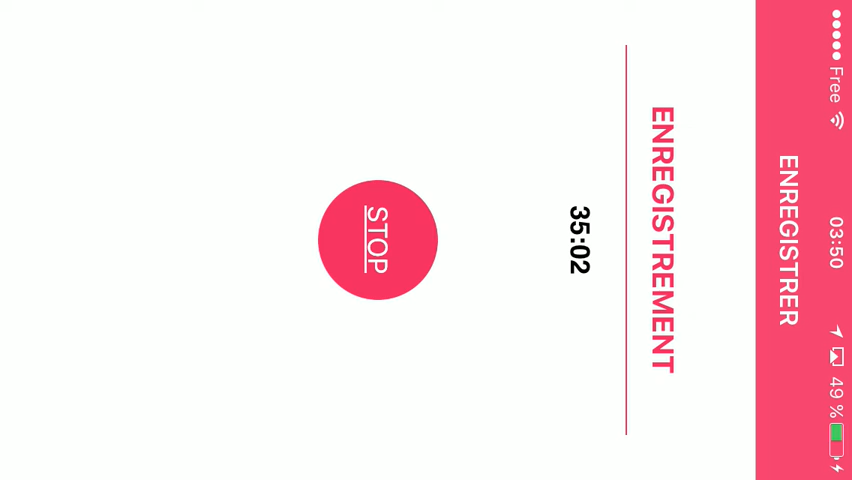 Free 03:50 49 %
ENREGISTRER
ENREGISTREMENT
35:02
STOP